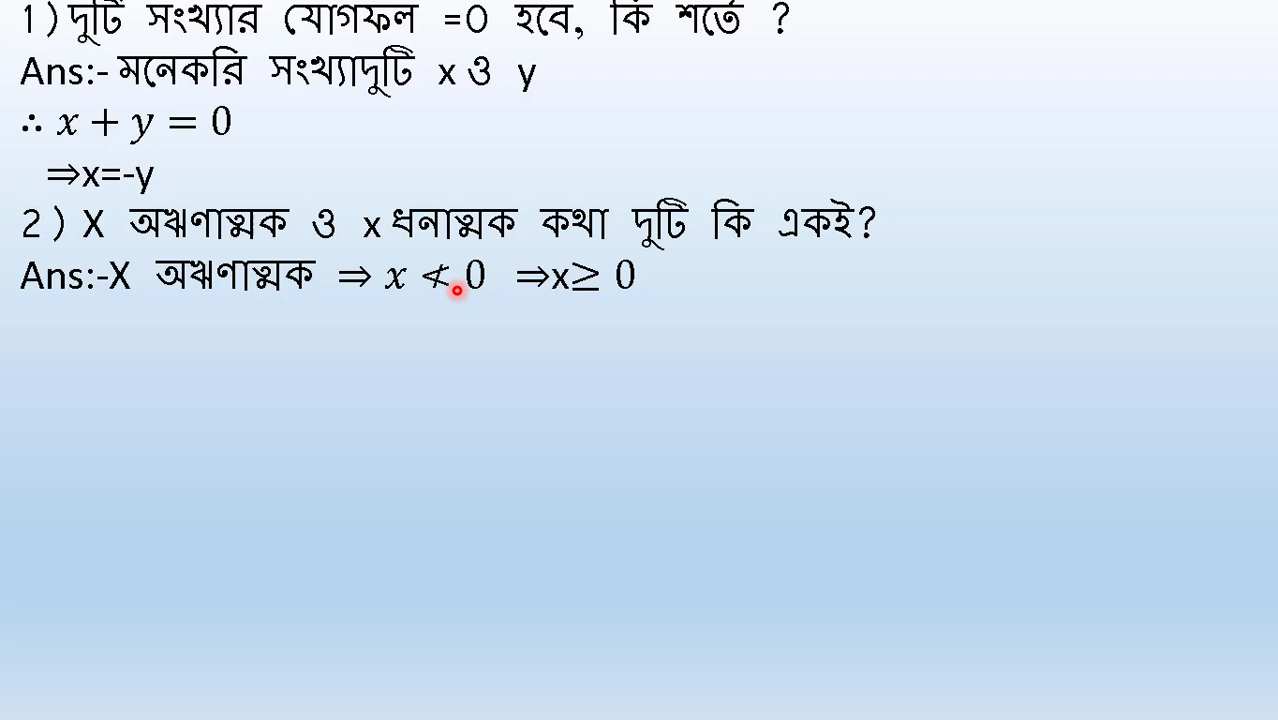 1)দুটি সংখ্যার যোগফল =0 হবে, কি শর্তে ?
Ans:- মনেকরি সংখ্যাদুটি x ও y
∴ x + y = 0
⇒x=-y
2) X অঋণাত্মক ও x ধনাত্মক কথা দুটি কি একই?
Ans:-X অঋণাত্মক ⇒ x ≮ 0 ⇒x≥ 0